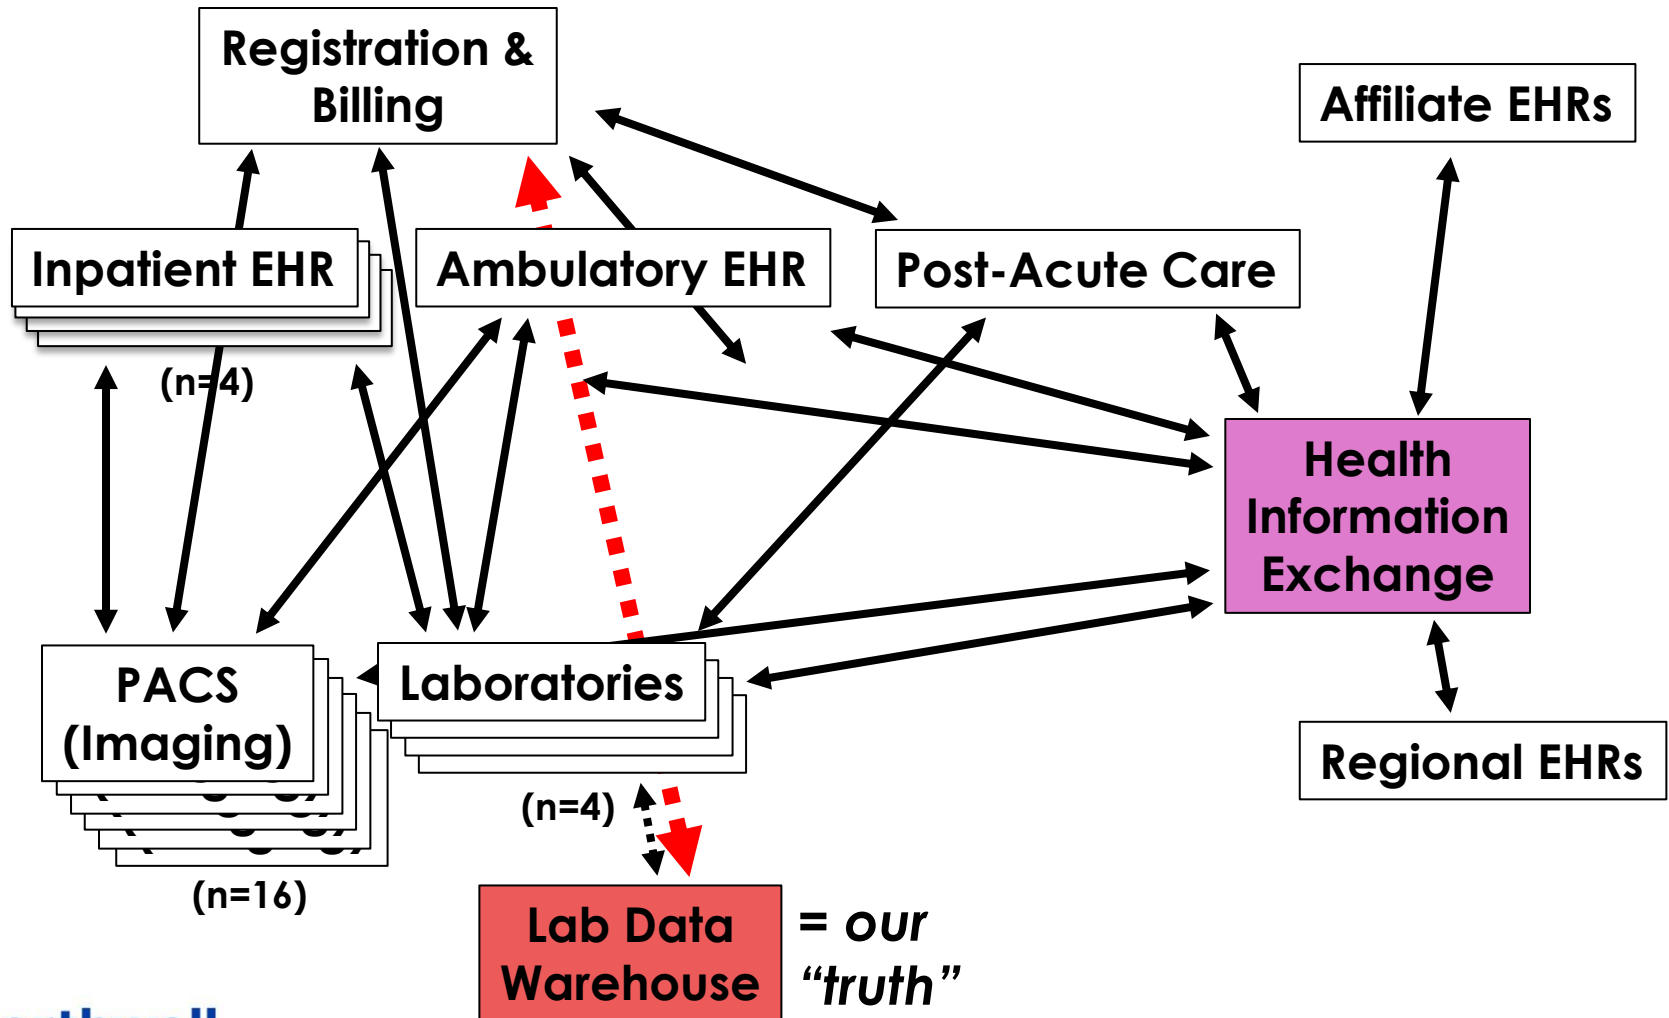 Registration &
Billing
Affiliate EHRs
Inpatient EHR
Ambulatory EHR
Post-Acute Care
(n=4)
Health
Information
Exchange
PACS
(Imaging)
Laboratories
Regional EHRs
(n=4)
(n=16)
Lab Data
Warehouse
= our
“truth”